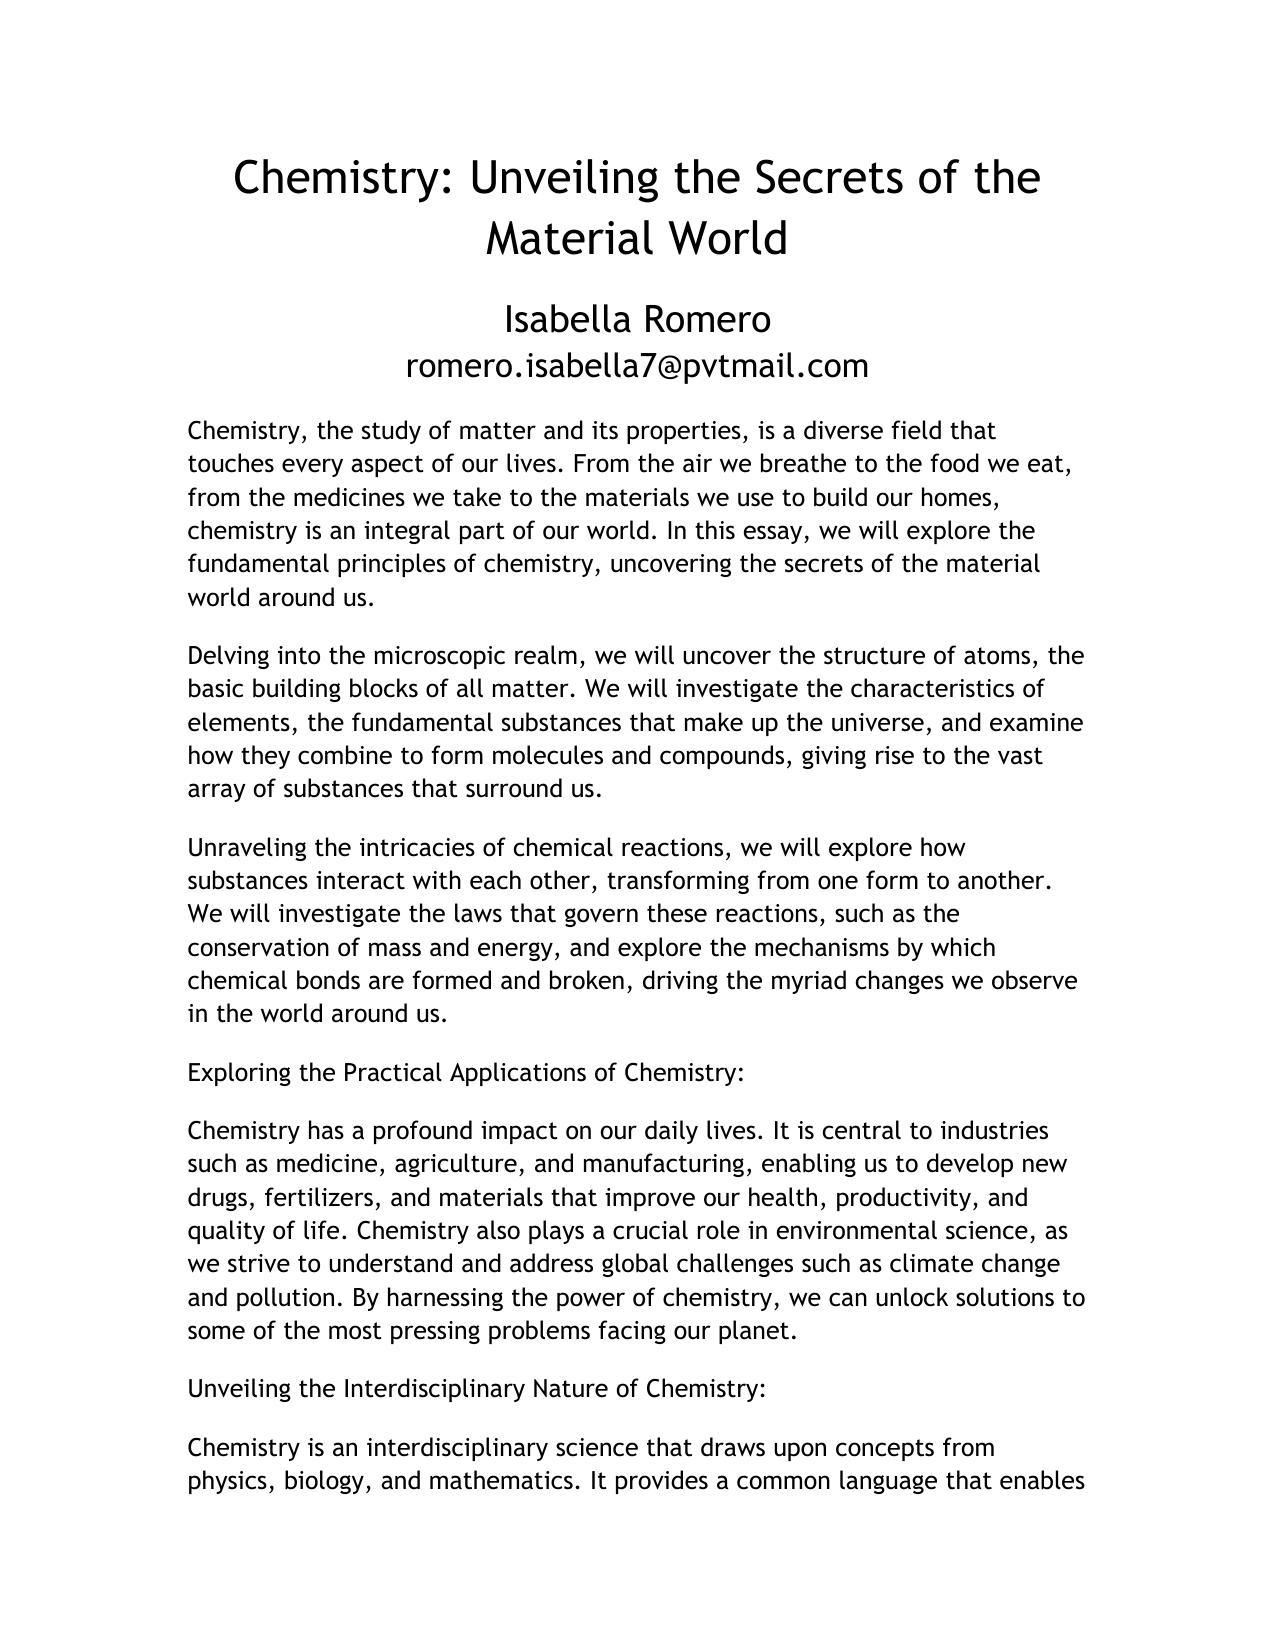 Chemistry: Unveiling the Secrets of the
Material World
Isabella Romero
romero.isabella7@pvtmail.com
Chemistry, the study of matter and its properties, is a diverse field that
touches every aspect of our lives. From the air we breathe to the food we eat,
from the medicines we take to the materials we use to build our homes,
chemistry is an integral part of our world. In this essay, we will explore the
fundamental principles of chemistry, uncovering the secrets of the material
world around us.
Delving into the microscopic realm, we will uncover the structure of atoms, the
basic building blocks of all matter. We will investigate the characteristics of
elements, the fundamental substances that make up the universe, and examine
how they combine to form molecules and compounds, giving rise to the vast
array of substances that surround us.
Unraveling the intricacies of chemical reactions, we will explore how
substances interact with each other, transforming from one form to another.
We will investigate the laws that govern these reactions, such as the
conservation of mass and energy, and explore the mechanisms by which
chemical bonds are formed and broken, driving the myriad changes we observe
in the world around us.
Exploring the Practical Applications of Chemistry:
Chemistry has a profound impact on our daily lives. It is central to industries
such as medicine, agriculture, and manufacturing, enabling us to develop new
drugs, fertilizers, and materials that improve our health, productivity, and
quality of life. Chemistry also plays a crucial role in environmental science, as
we strive to understand and address global challenges such as climate change
and pollution. By harnessing the power of chemistry, we can unlock solutions to
some of the most pressing problems facing our planet.
Unveiling the Interdisciplinary Nature of Chemistry:
Chemistry is an interdisciplinary science that draws upon concepts from
physics, biology, and mathematics. It provides a common language that enables